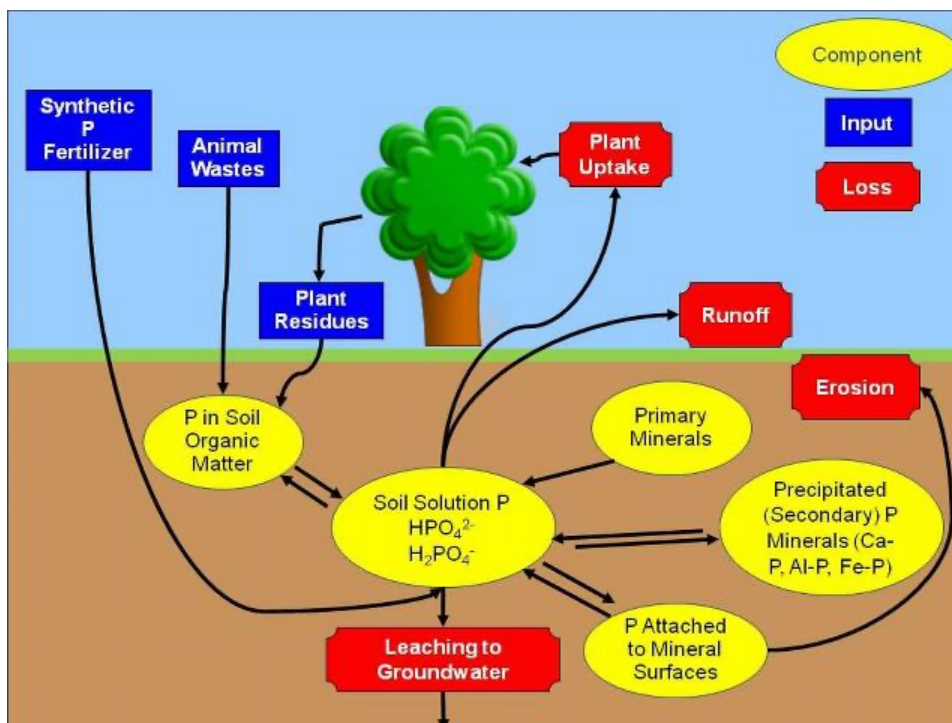 Component
Input
Loss
Synthetic
P
Fertilizer
Animal
Wastes
Plant
Uptake
Plant
Residues
Runoff
Erosion
P in Soil
Organic
Matter
Primary
Minerals
Soil Solution P
HPO₄²⁻
H₂PO₄⁻
Precipitated
(Secondary) P
Minerals (Ca-
P, Al-P, Fe-P)
P Attached
to Mineral
Surfaces
Leaching to
Groundwater